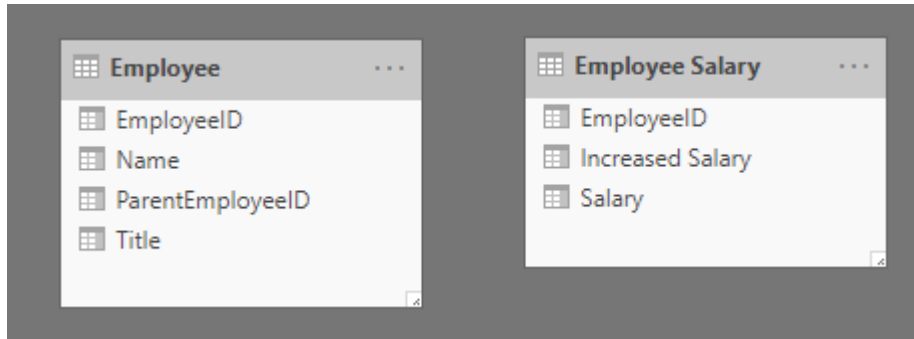 Employee
EmployeeID
Name
ParentEmployeeID
Title
Employee Salary
EmployeeID
Increased Salary
Salary